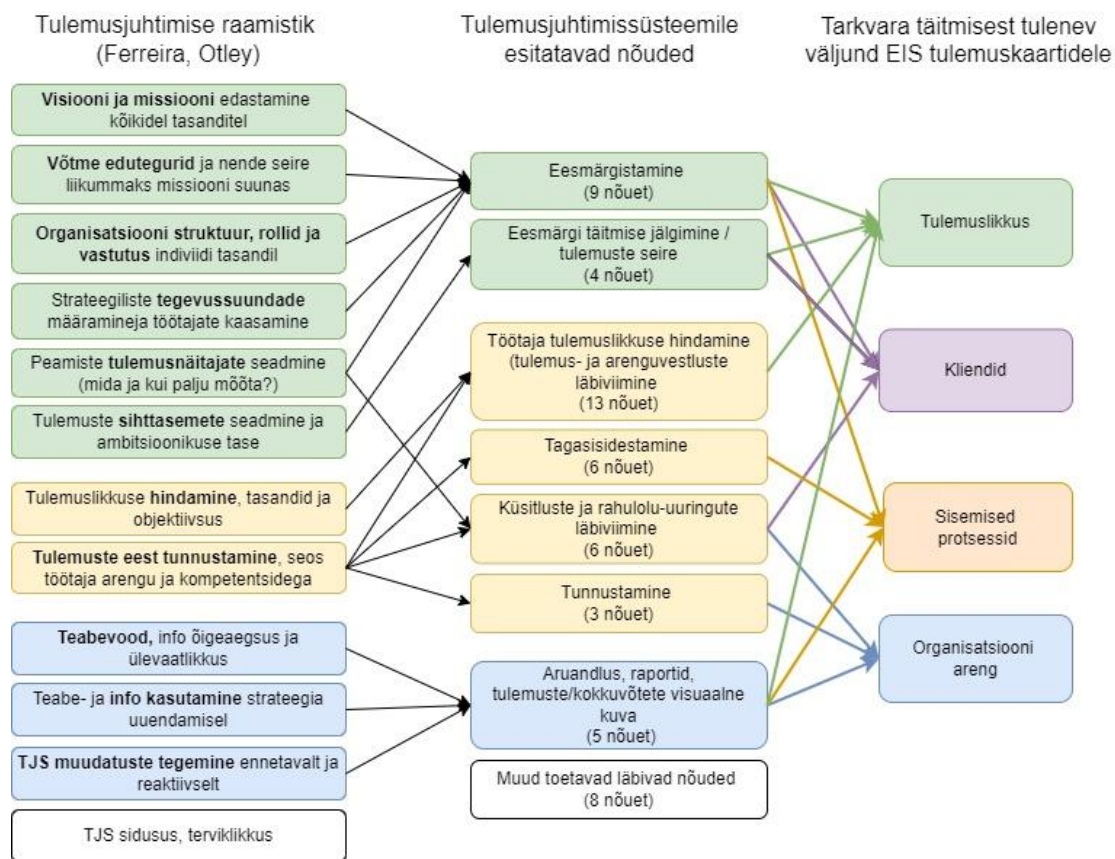 Tulemusjuhtimise raamistik
(Ferreira, Otley)
Visiooni ja missiooni edastamine
kõikidel tasanditel
Võtme edutegurid ja nende seire
liikummaks missiooni suunas
Organisatsiooni struktuur, rollid ja
vastutus indiviidi tasandil
Strateegiliste tegevussuundade
määramineja töötajate kaasamine
Peamiste tulemusnäitajate seadmine
(mida ja kui palju mõõta?)
Tulemuste sihttasemete seadmine ja
ambitsioonikuse tase
Tulemuslikkuse hindamine, tasandid ja
objektiivsus
Tulemuste eest tunnustamine, seos
töötaja arengu ja kompetentsidega
Teabevood, info õigeaegsus ja
ülevaatlikkus
Teabe- ja info kasutamine strateegia
uuendamisel
TJS muudatuste tegemine ennetavalt ja
reaktiivselt
TJS sidusus, terviklikkus
Tulemusjuhtimissüsteemile
esitatavad nõuded
Eesmärgistamine
(9 nõuet)
Eesmärgi täitmise jälgimine /
tulemuste seire
(4 nõuet)
Töötaja tulemuslikkuse hindamine
(tulemus- ja arenguvestluste
läbiviimine
(13 nõuet)
Tagasisidestamine
(6 nõuet)
Küsitluste ja rahulolu-uuringute
läbiviimine
(6 nõuet)
Tunnustamine
(3 nõuet)
Aruandlus, raportid,
tulemuste/kokkuvõtete visuaalne
kuva
(5 nõuet)
Muud toetavad läbivad nõuded
(8 nõuet)
Tarkvara täitmisest tulenev
väljund EIS tulemuskaartidele
Tulemuslikkus
Kliendid
Sisemised
protsessid
Organisatsiooni
areng